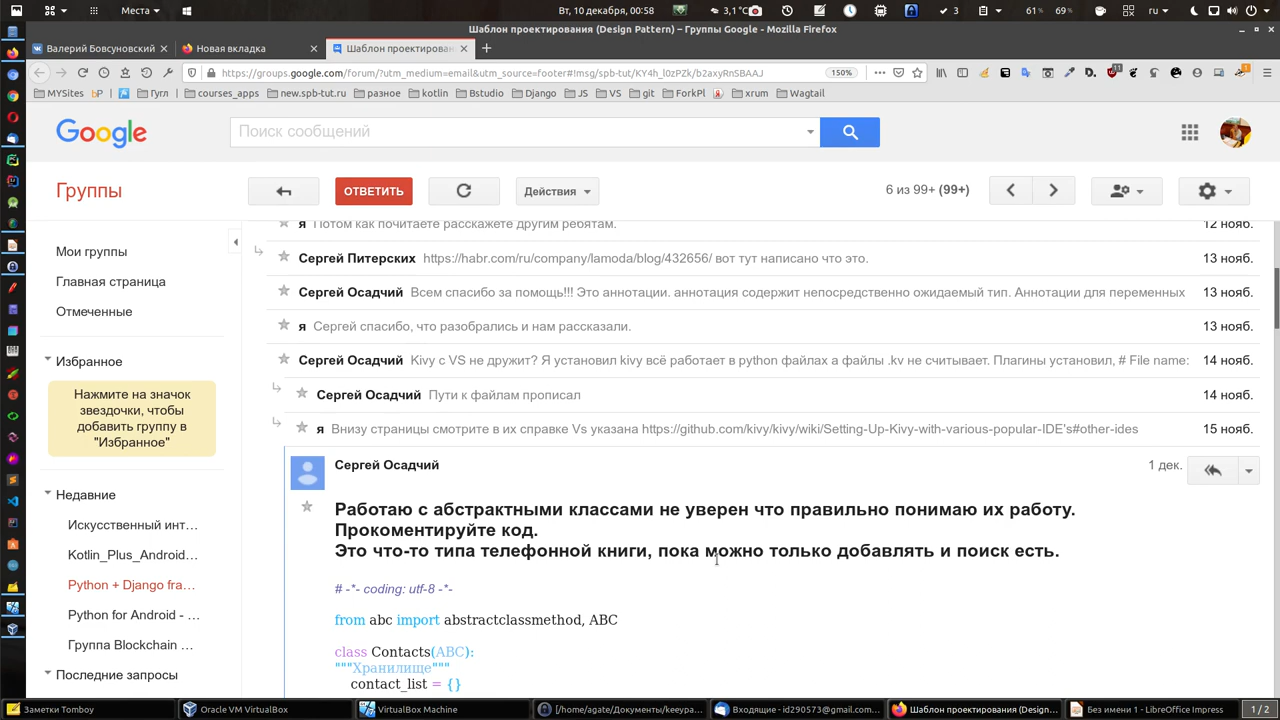 Места
Вт, 10 декабря, 00:58
3,1°C
3
61%
69%
ru
Шаблон проектирования (Design Pattern) – Группы Google - Mozilla Firefox
Валерий Бовсуновский
Новая вкладка
Шаблон проектирован
https://groups.google.com/forum/?utm_medium=email&utm_source=footer#!msg/spb-tut/KY4h_l0zPZk/b2axyRnSBAAJ
150%
MYSites
Гугл
courses_apps
new.spb-tut.ru
разное
kotlin
Bstudio
Django
JS
VS
git
ForkPl
xrum
Wagtail
Google
Поиск сообщений
Группы
ОТВЕТИТЬ
Действия
6 из 99+ (99+)
Мои группы
Главная страница
Отмеченные
Избранное
Нажмите на значок
звездочки, чтобы
добавить группу в
"Избранное"
Недавние
Искусственный инт...
Kotlin_Plus_Android...
Python + Django fra...
Python for Android - ...
Группа Blockchain ...
Последние запросы
я Потом как почитаете расскажете другим ребятам. 12 нояб.
Сергей Питерских https://habr.com/ru/company/lamoda/blog/432656/ вот тут написано что это. 13 нояб.
Сергей Осадчий Всем спасибо за помощь!!! Это аннотации. аннотация содержит непосредственно ожидаемый тип. Аннотации для переменных 13 нояб.
я Сергей спасибо, что разобрались и нам рассказали. 13 нояб.
Сергей Осадчий Kivy с VS не дружит? Я установил kivy всё работает в python файлах а файлы .kv не считывает. Плагины установил, # File name: 14 нояб.
Сергей Осадчий Пути к файлам прописал 14 нояб.
я Внизу страницы смотрите в их справке Vs указана https://github.com/kivy/kivy/wiki/Setting-Up-Kivy-with-various-popular-IDE's#other-ides 15 нояб.
Сергей Осадчий 1 дек.
Работаю с абстрактными классами не уверен что правильно понимаю их работу.
Прокоментируйте код.
Это что-то типа телефонной книги, пока можно только добавлять и поиск есть.
# -*- coding: utf-8 -*-
from abc import abstractclassmethod, ABC
class Contacts(ABC):
"""Хранилище"""
contact_list = {}
Заметки Tomboy
Oracle VM VirtualBox
VirtualBox Machine
[/home/agate/Документы/keeypa...
Входящие - id290573@gmail.com...
Шаблон проектирования (Desig...
Без имени 1 - LibreOffice Impress
1/2